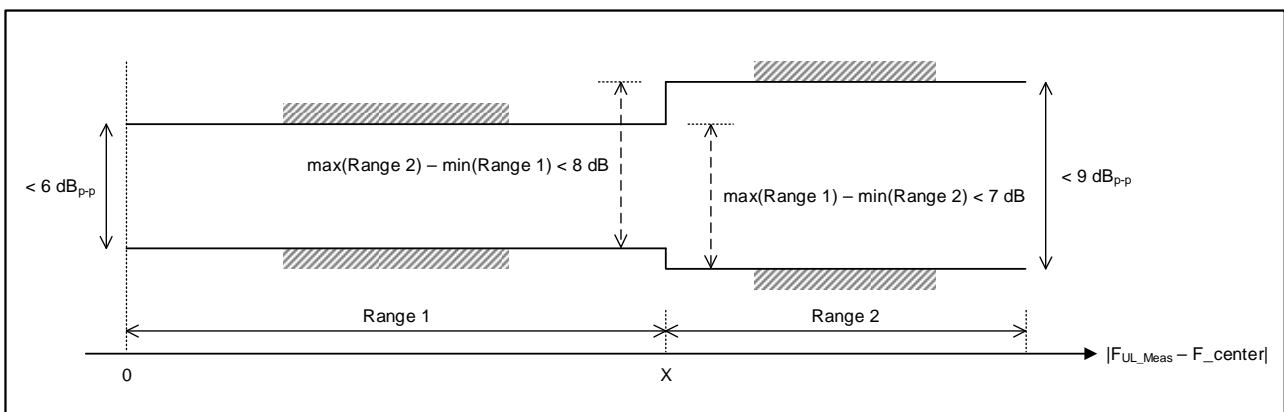 max(Range 2) – min(Range 1) < 8 dB
< 6 dBp-p
< 9 dBp-p
max(Range 1) – min(Range 2) < 7 dB
Range 1
Range 2
|FUL_Meas – F_center|
0
X